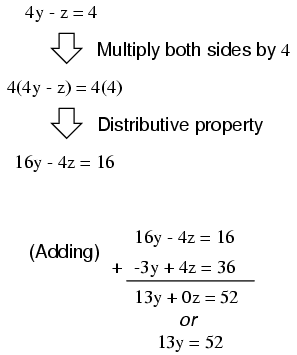 4y - z = 4
Multiply both sides by 4
4(4y - z) = 4(4)
Distributive property
16y - 4z = 16
16y - 4z = 16
(Adding)
+ -3y + 4z = 36
13y + 0z = 52
or
13y = 52